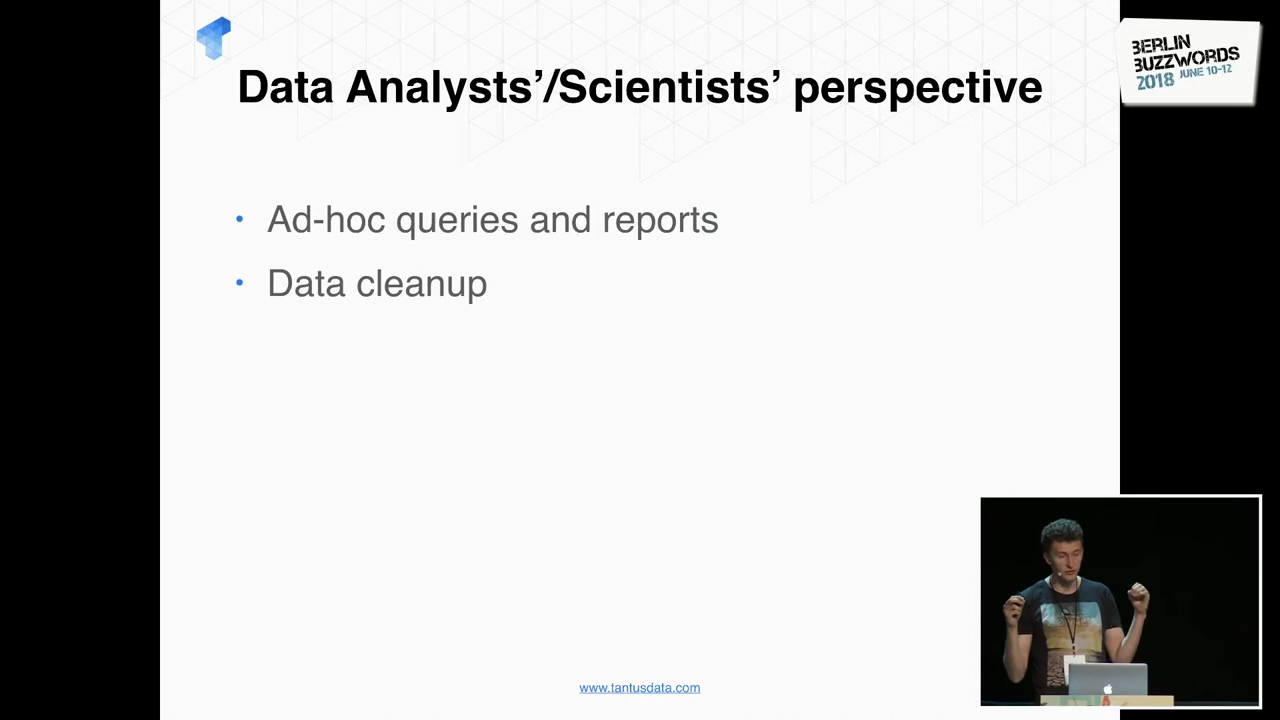 Data Analysts’/Scientists’ perspective
• Ad-hoc queries and reports
• Data cleanup
www.tantusdata.com
BERLIN
BUZZWORDS
2018 JUNE 10-12